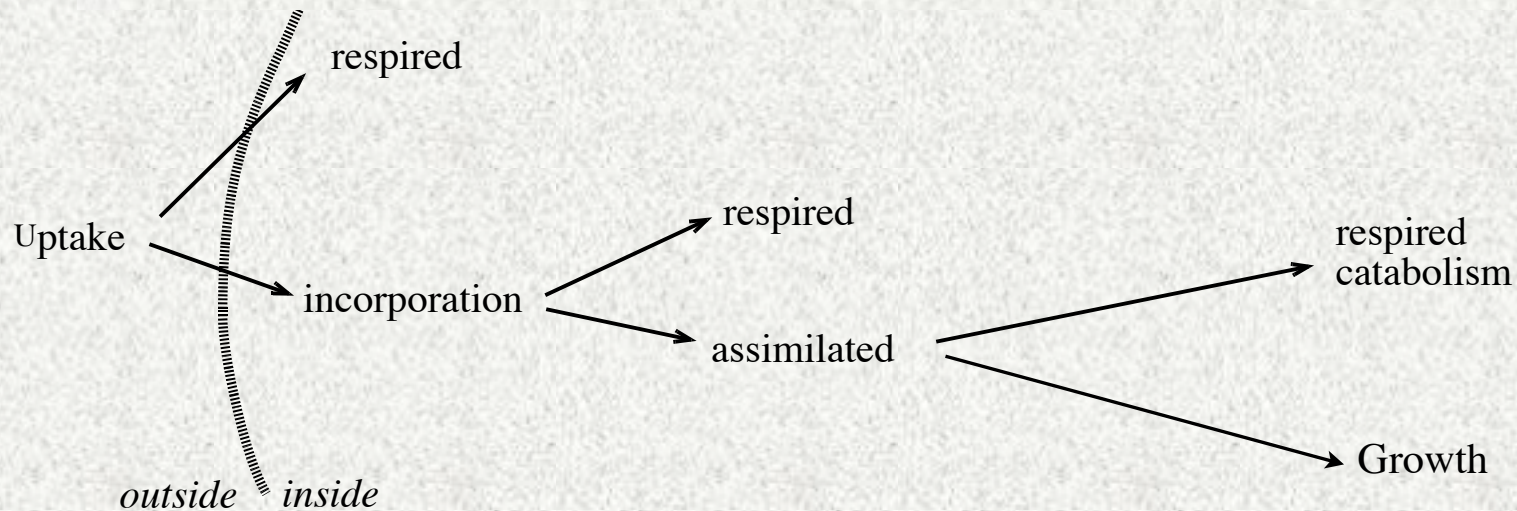 respired
Uptake
incorporation
respired
assimilated
respired
catabolism
Growth
outside
inside